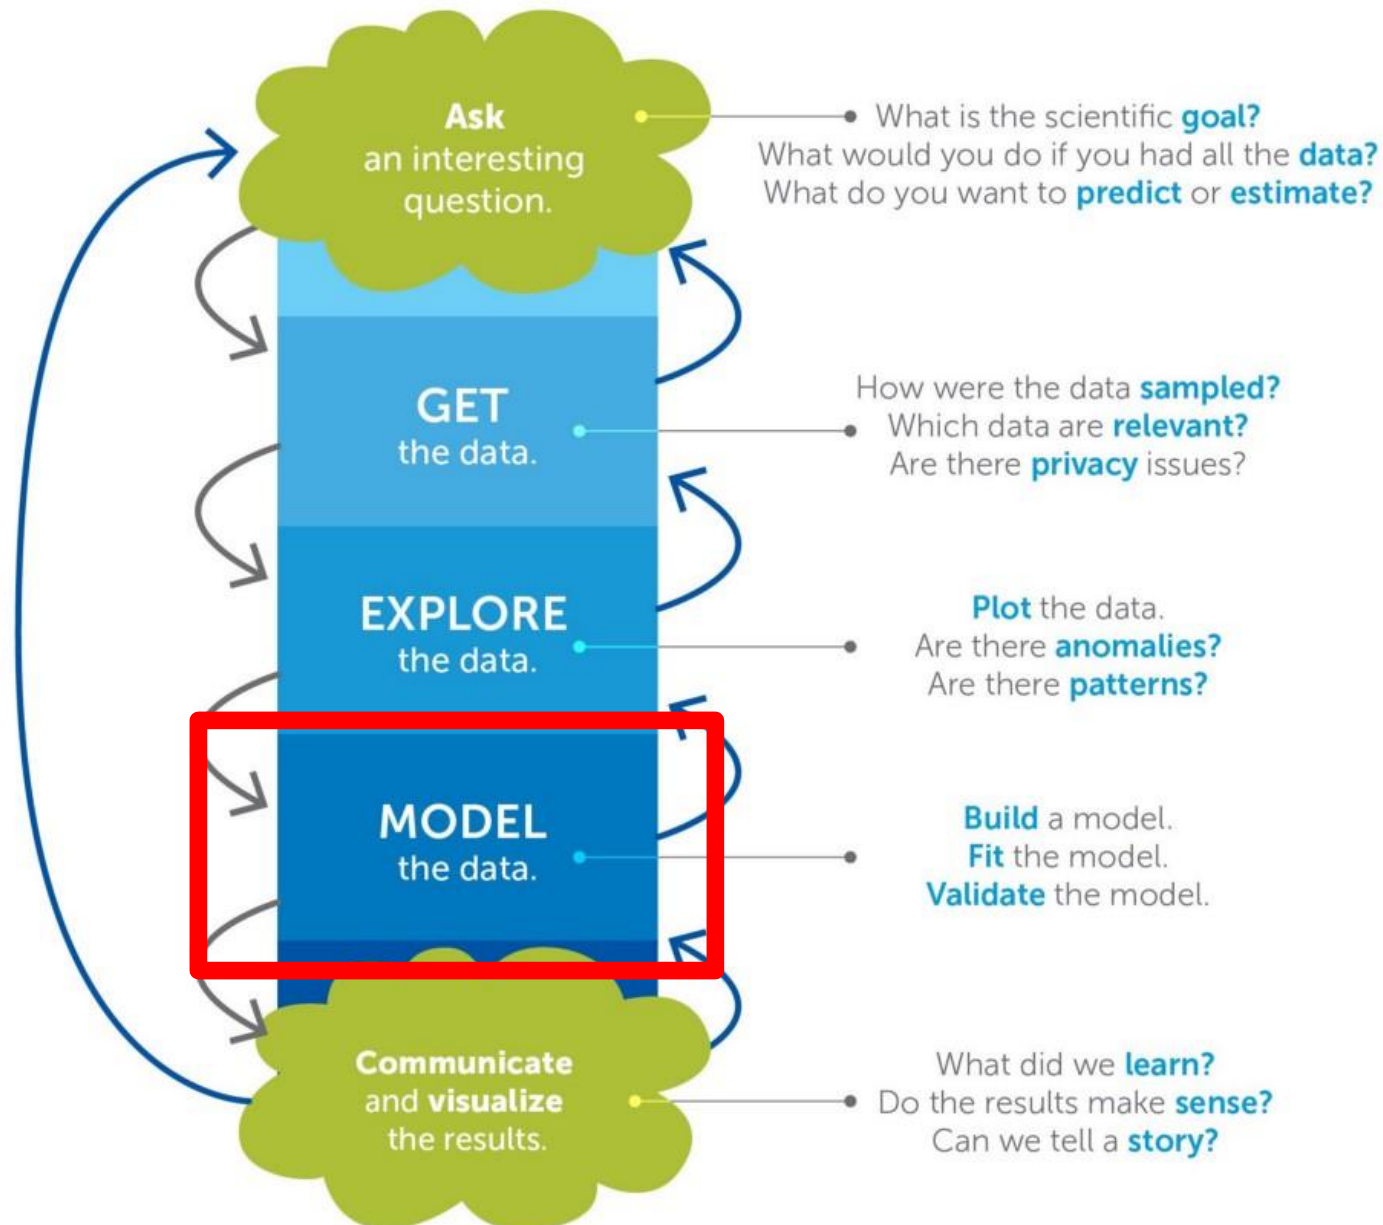 Ask
an interesting
question.
What is the scientific goal?
What would you do if you had all the data?
What do you want to predict or estimate?
GET
the data.
How were the data sampled?
Which data are relevant?
Are there privacy issues?
EXPLORE
the data.
Plot the data.
Are there anomalies?
Are there patterns?
MODEL
the data.
Build a model.
Fit the model.
Validate the model.
Communicate
and visualize
the results.
What did we learn?
Do the results make sense?
Can we tell a story?